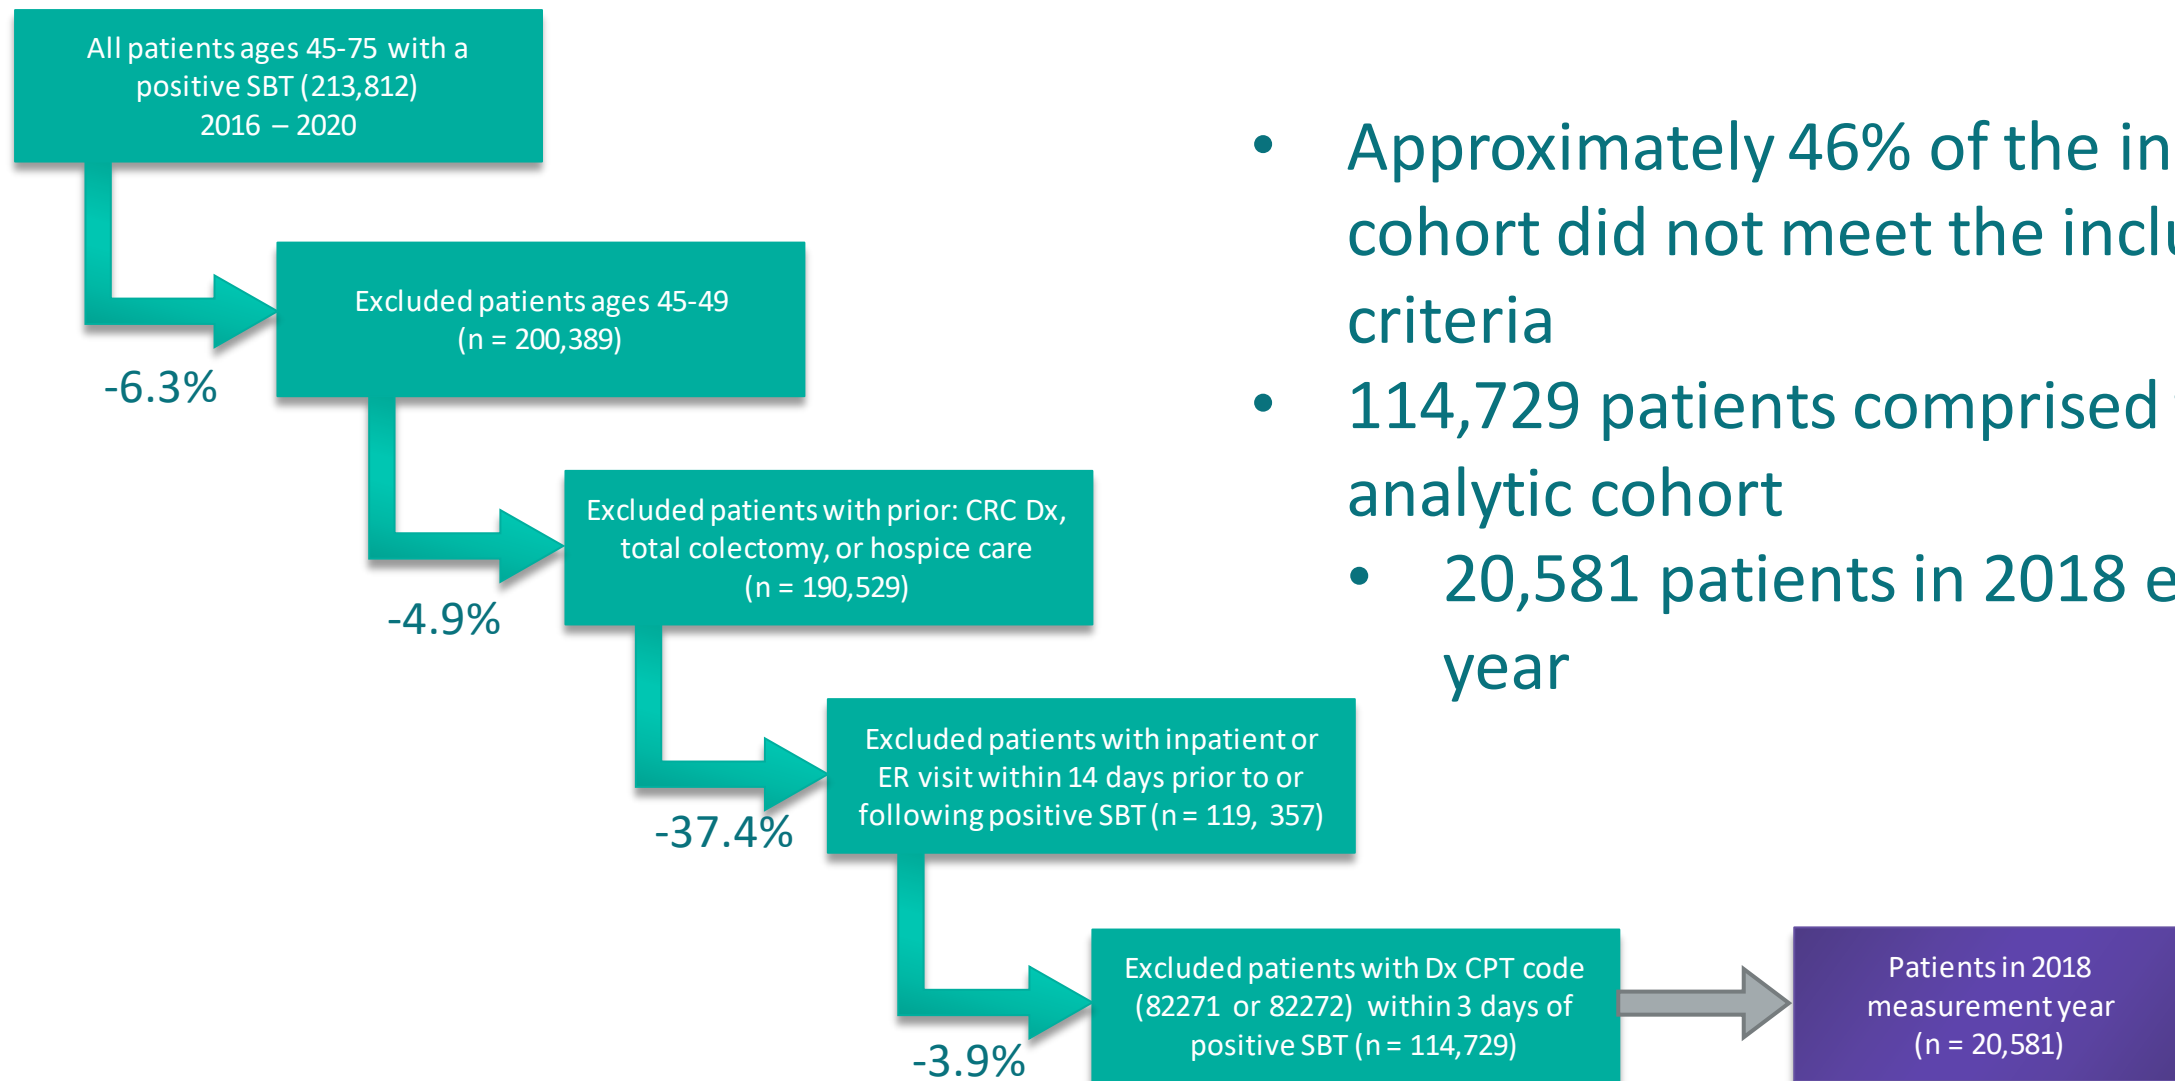 All patients ages 45-75 with a
positive SBT (213,812)
2016 – 2020
-6.3%
Excluded patients ages 45-49
(n = 200,389)
-4.9%
Excluded patients with prior: CRC Dx,
total colectomy, or hospice care
(n = 190,529)
-37.4%
Excluded patients with inpatient or
ER visit within 14 days prior to or
following positive SBT (n = 119, 357)
-3.9%
Excluded patients with Dx CPT code
(82271 or 82272) within 3 days of
positive SBT (n = 114,729)
Patients in 2018
measurement year
(n = 20,581)
• Approximately 46% of the
cohort did not meet the
criteria
• 114,729 patients comprised
analytic cohort
• 20,581 patients in 2018
year